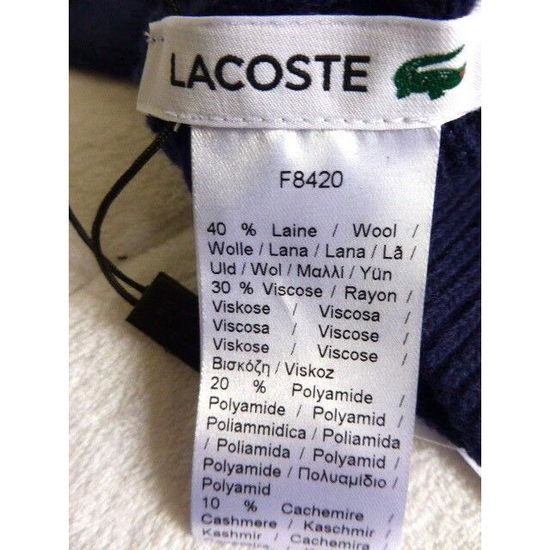 LACOSTE
F8420
40 % Laine / Wool /
Wolle / Lana / Lana / Lã /
Uld / Wol / Μαλλί / Yün
30 % Viscose / Rayon /
Viskose / Viscosa /
Viscosa / Viscose /
Viskose / Viscose /
Βισκόζη / Viskoz
20 % Polyamide /
Polyamide / Polyamid /
Poliammidica / Poliamida
/ Poliamida / Polyamid /
Polyamide / Πολυαμίδιο /
Polyamid
10 % Cachemire /
Cashmere / Kaschmir /
Cashmir / Cachemira